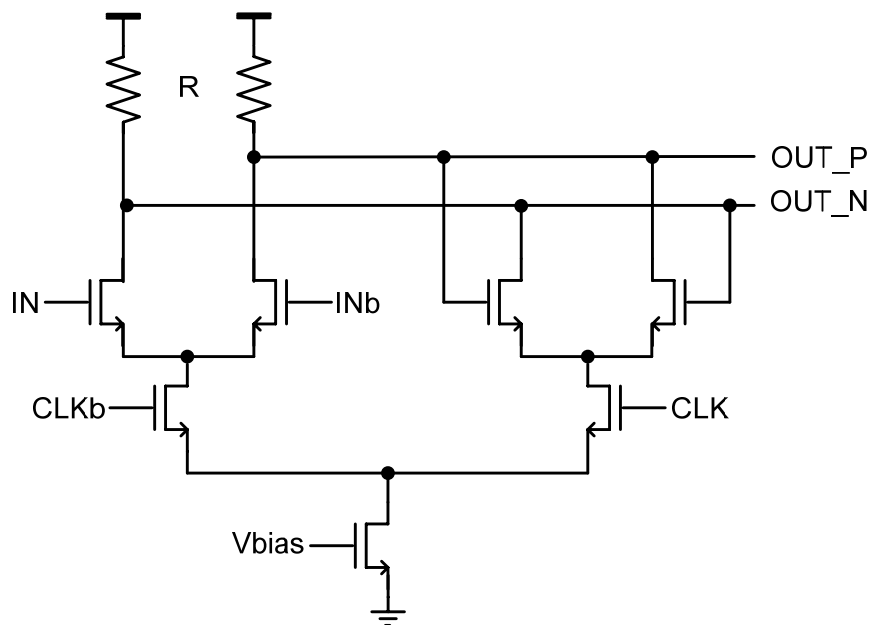 R
OUT_P
OUT_N
IN
INb
CLKb
CLK
Vbias